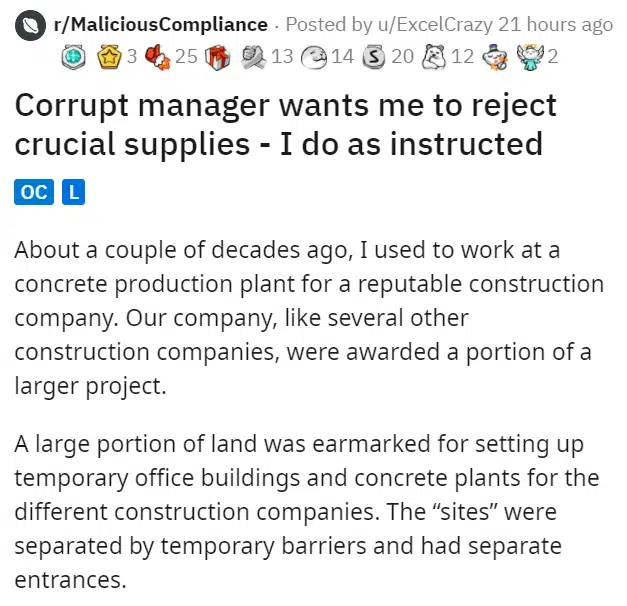 r/MaliciousCompliance · Posted by u/ExcelCrazy 21 hours ago
3 25 13 14 S 20 12 2
Corrupt manager wants me to reject
crucial supplies - I do as instructed
OC L
About a couple of decades ago, I used to work at a
concrete production plant for a reputable construction
company. Our company, like several other
construction companies, were awarded a portion of a
larger project.
A large portion of land was earmarked for setting up
temporary office buildings and concrete plants for the
different construction companies. The “sites” were
separated by temporary barriers and had separate
entrances.